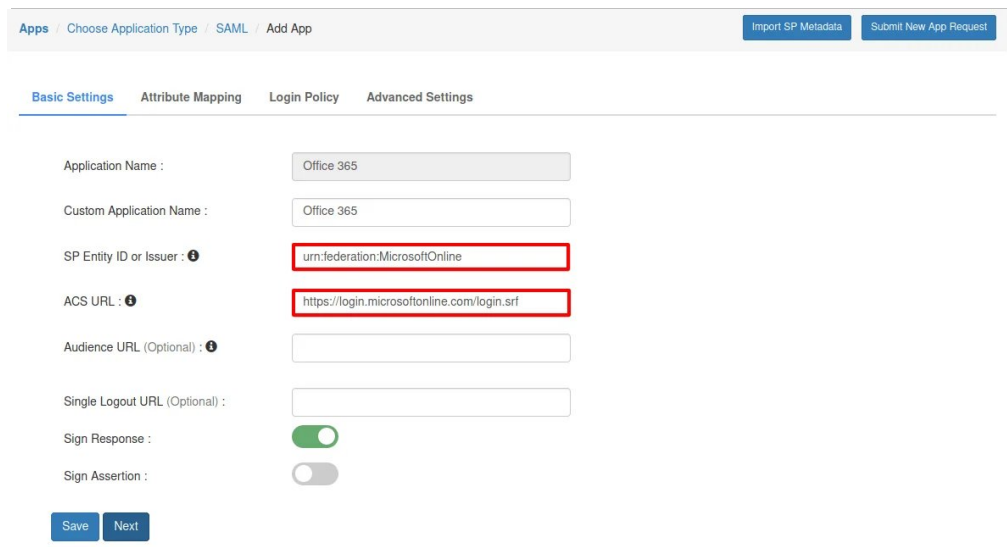 Apps / Choose Application Type / SAML / Add App
Import SP Metadata
Submit New App Request
Basic Settings
Attribute Mapping
Login Policy
Advanced Settings
Application Name :
Office 365
Custom Application Name :
Office 365
SP Entity ID or Issuer :
urn:federation:MicrosoftOnline
ACS URL :
https://login.microsoftonline.com/login.srf
Audience URL (Optional) :
Single Logout URL (Optional) :
Sign Response :
Sign Assertion :
Save
Next